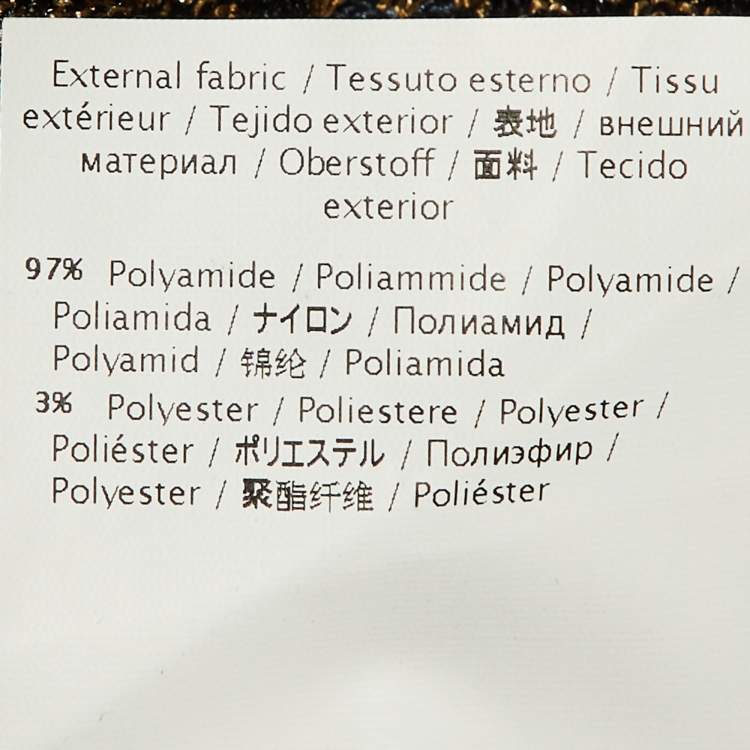 External fabric / Tessuto esterno / Tissu
extérieur / Tejido exterior / 表地 / внешний
материал / Oberstoff / 面料 / Tecido
exterior
97% Polyamide / Poliammide / Polyamide /
Poliamida / ナイロン / Полиамид /
Polyamid / 锦纶 / Poliamida
3% Polyester / Poliestere / Polyester /
Poliéster / ポリエステル / Полиэфир /
Polyester / 聚酯纤维 / Poliéster